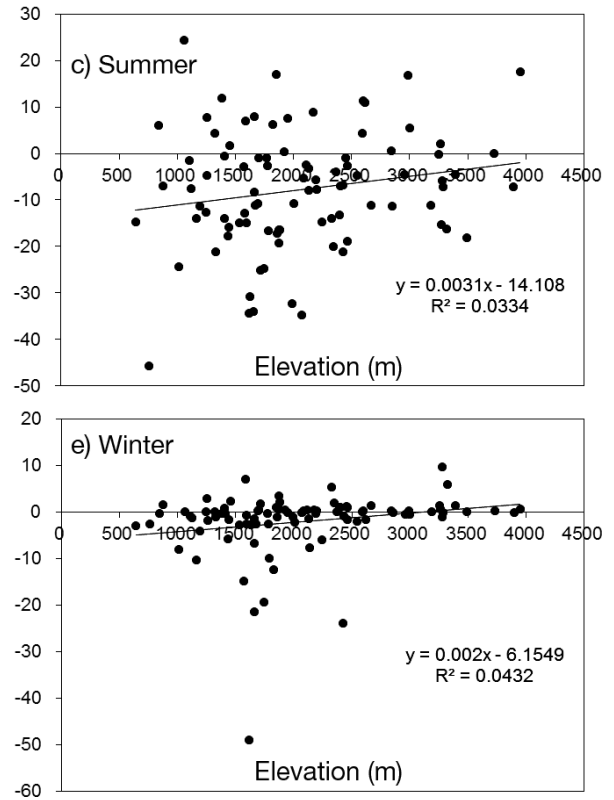 30
20
c) Summer
10
0
0 500 1000 1500 2000 2500 3000 3500 4000 4500
-10
-20
-30
y = 0.0031x - 14.108
R² = 0.0334
-40
Elevation (m)
-50
20
e) Winter
10
0
0 500 1000 1500 2000 2500 3000 3500 4000 4500
-10
-20
-30
y = 0.002x - 6.1549
R² = 0.0432
-40
-50
Elevation (m)
-60